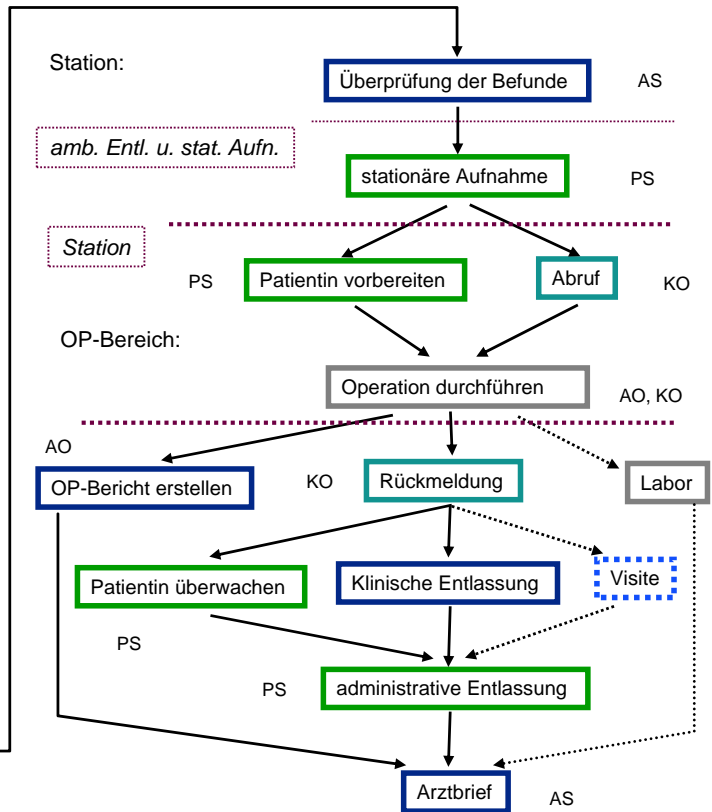 Station:
Überprüfung der Befunde
AS
amb. Entl. u. stat. Aufn.
stationäre Aufnahme
PS
Station
PS
Patientin vorbereiten
Abruf
KO
OP-Bereich:
Operation durchführen
AO, KO
AO
OP-Bericht erstellen
KO
Rückmeldung
Labor
Patientin überwachen
Klinische Entlassung
Visite
PS
PS
administrative Entlassung
Arztbrief
AS